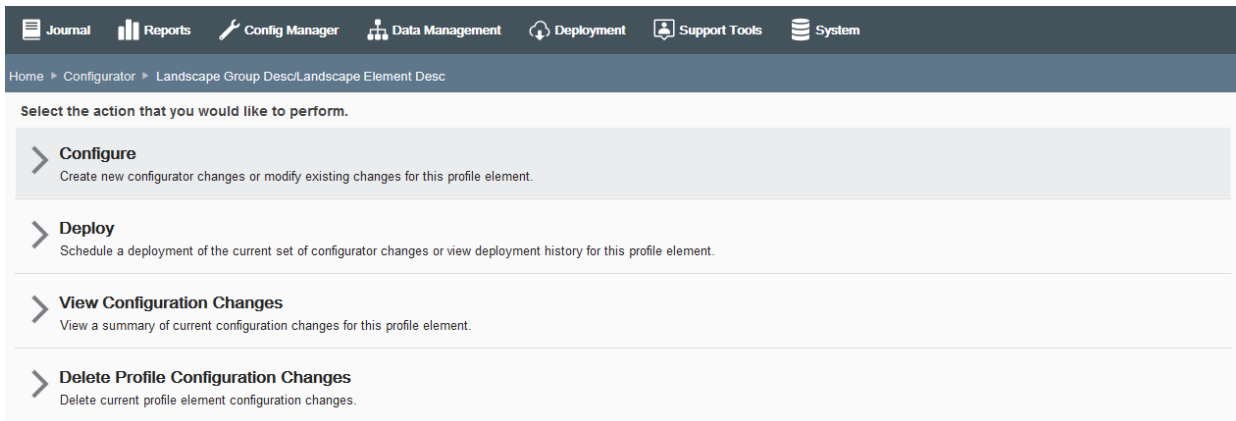 Journal Reports Config Manager Data Management Deployment Support Tools System
Home Configurator Landscape Group Desc/Landscape Element Desc
Select the action that you would like to perform.
Configure
Create new configurator changes or modify existing changes for this profile element.
Deploy
Schedule a deployment of the current set of configurator changes or view deployment history for this profile element.
View Configuration Changes
View a summary of current configuration changes for this profile element.
Delete Profile Configuration Changes
Delete current profile element configuration changes.